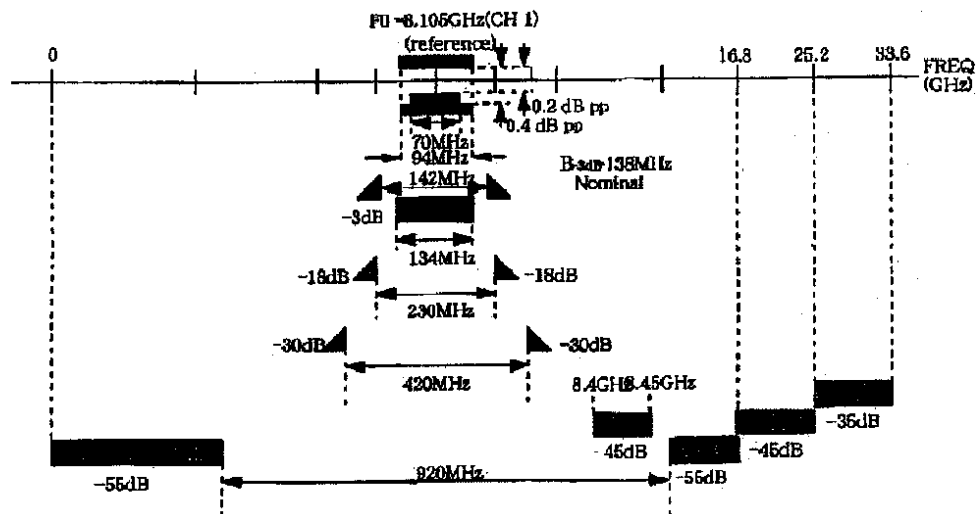 F0 =8.105GHz(CH 1)
(reference)
0
16.8
25.2
33.6
FREQ
(GHz)
0.2 dB pp
0.4 dB pp
70MHz
94MHz
138MHz
Nominal
142MHz
-3dB
134MHz
-18dB
-18dB
230MHz
-30dB
-30dB
420MHz
8.4GHz
8.45GHz
-35dB
-45dB
-45dB
-55dB
-55dB
920MHz